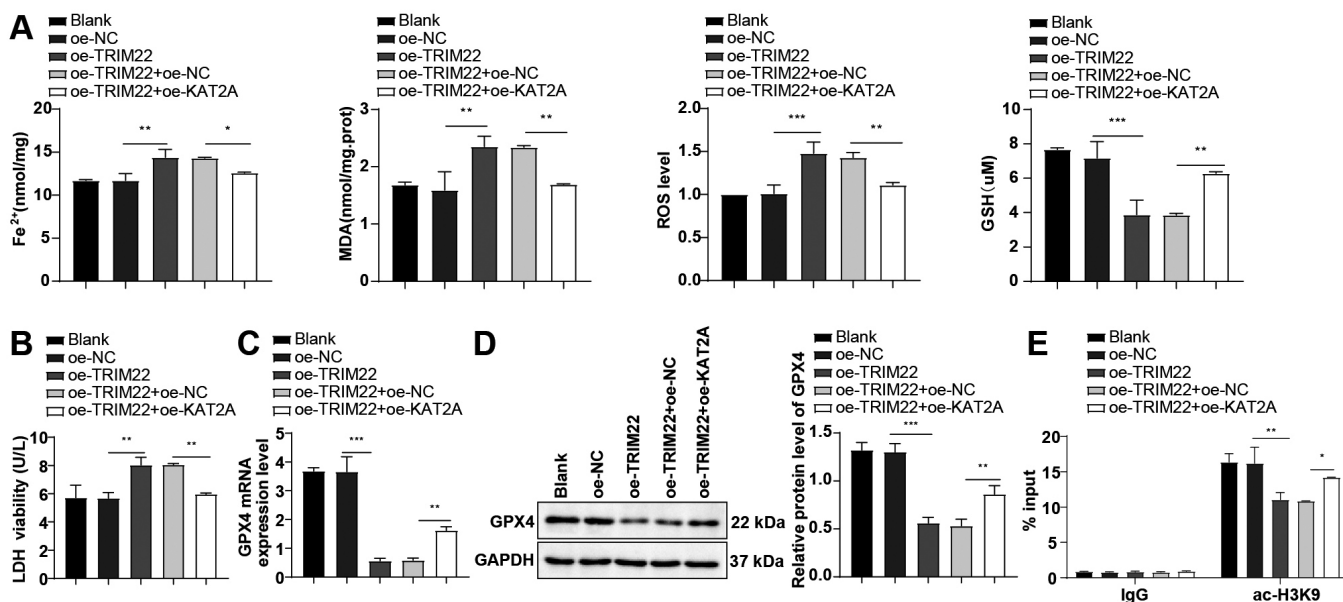 A
Blank
oe-NC
oe-TRIM22
oe-TRIM22+oe-NC
oe-TRIM22+oe-KAT2A
Fe2+(nmol/mg)
20
15
10
5
0
**
*
Blank
oe-NC
oe-TRIM22
oe-TRIM22+oe-NC
oe-TRIM22+oe-KAT2A
MDA(nmol/mg.prot)
3
2
1
0
**
**
Blank
oe-NC
oe-TRIM22
oe-TRIM22+oe-NC
oe-TRIM22+oe-KAT2A
ROS level
2.0
1.5
1.0
0.5
0.0
***
**
Blank
oe-NC
oe-TRIM22
oe-TRIM22+oe-NC
oe-TRIM22+oe-KAT2A
GSH(uM)
10
8
6
4
2
0
***
**
B
Blank
oe-NC
oe-TRIM22
oe-TRIM22+oe-NC
oe-TRIM22+oe-KAT2A
LDH viability (U/L)
10
8
6
4
2
0
**
**
C
Blank
oe-NC
oe-TRIM22
oe-TRIM22+oe-NC
oe-TRIM22+oe-KAT2A
GPX4 mRNA
expression level
5
4
3
2
1
0
***
**
D
Blank
oe-NC
oe-TRIM22
oe-TRIM22+oe-NC
oe-TRIM22+oe-KAT2A
GPX4 22 kDa
GAPDH 37 kDa
Blank
oe-NC
oe-TRIM22
oe-TRIM22+oe-NC
oe-TRIM22+oe-KAT2A
Relative protein level of GPX4
1.5
1.0
0.5
0.0
***
**
E
Blank
oe-NC
oe-TRIM22
oe-TRIM22+oe-NC
oe-TRIM22+oe-KAT2A
% input
20
15
10
5
0
**
*
IgG ac-H3K9